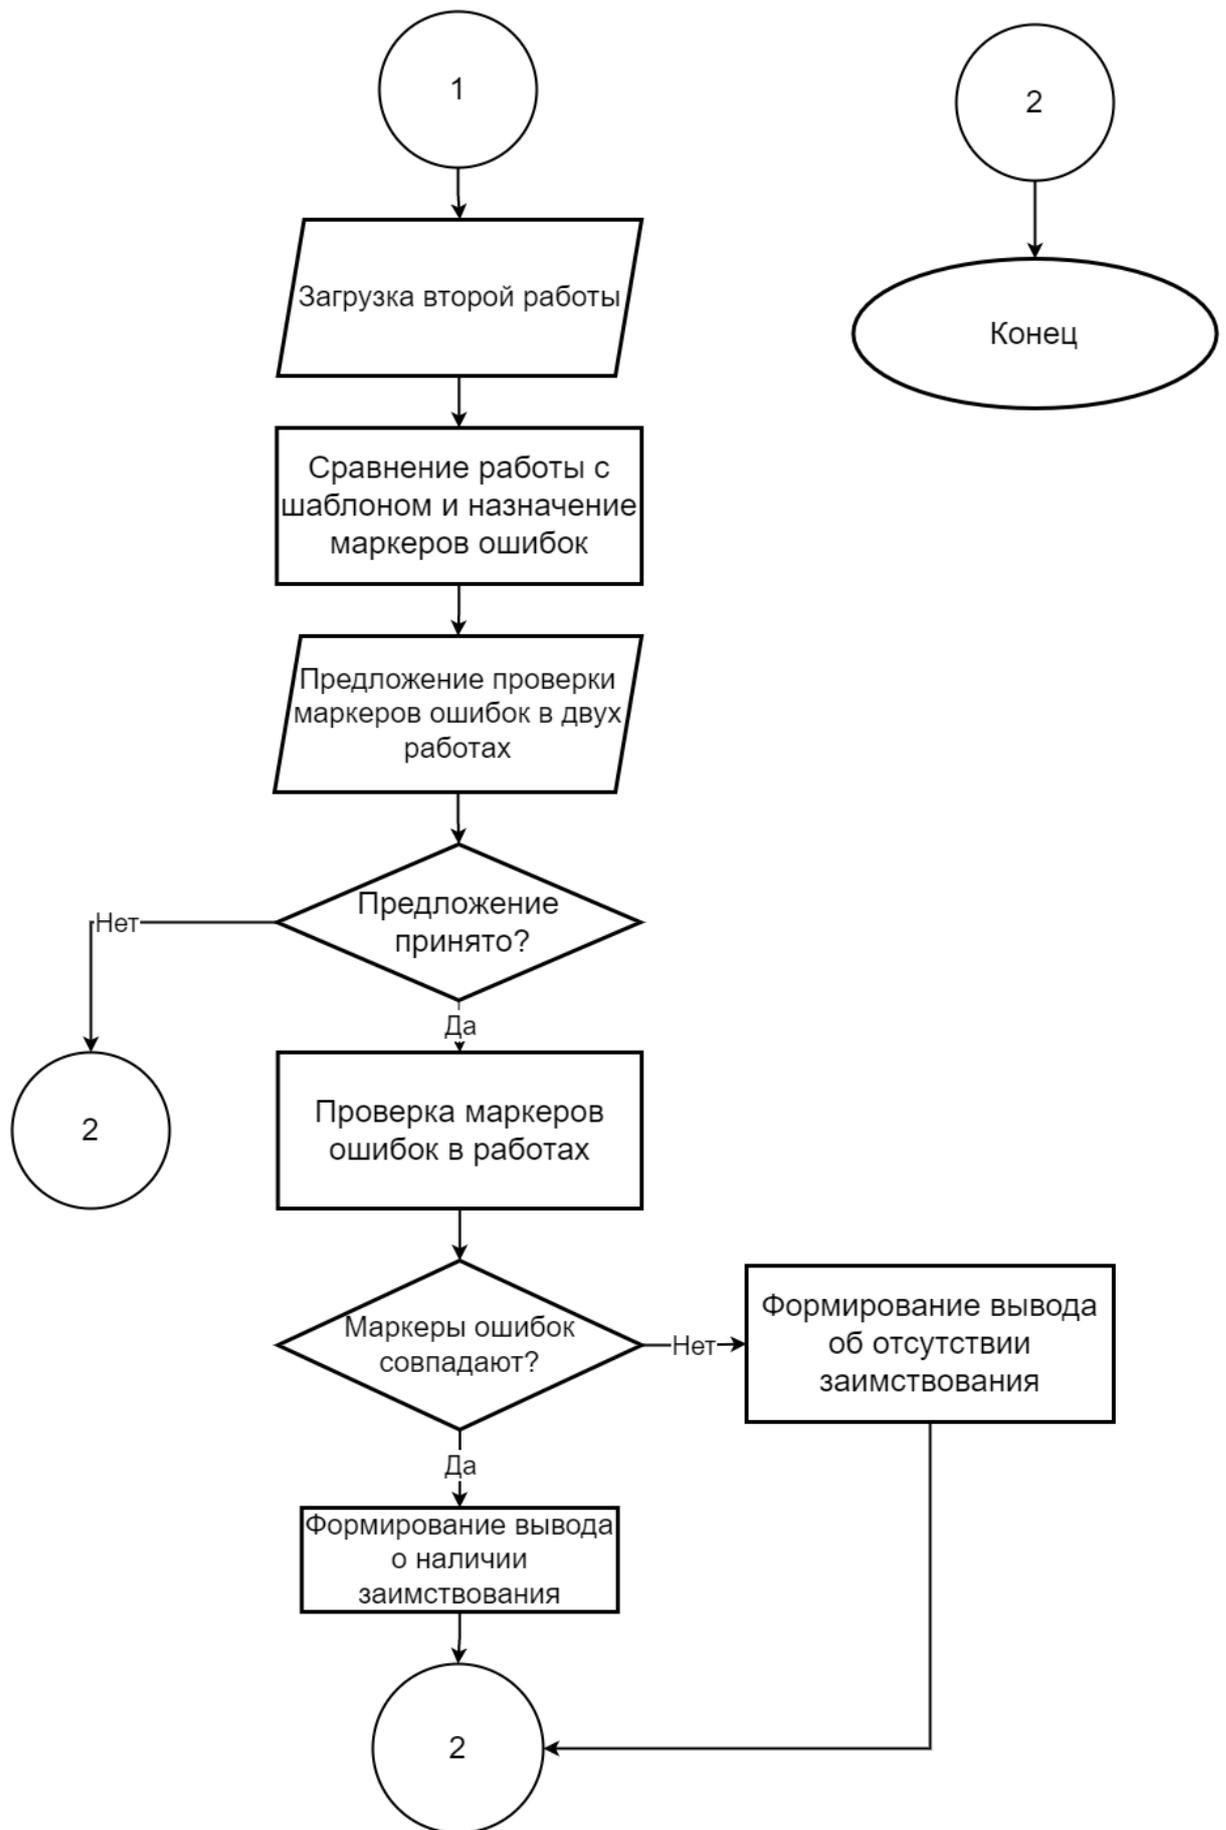 1
2
Загрузка второй работы
Конец
Сравнение работы с
шаблоном и назначение
маркеров ошибок
Предложение проверки
маркеров ошибок в двух
работах
Предложение
принято?
Нет
Да
2
Проверка маркеров
ошибок в работах
Маркеры ошибок
совпадают?
Нет
Формирование вывода
об отсутствии
заимствования
Да
Формирование вывода
о наличии
заимствования
2